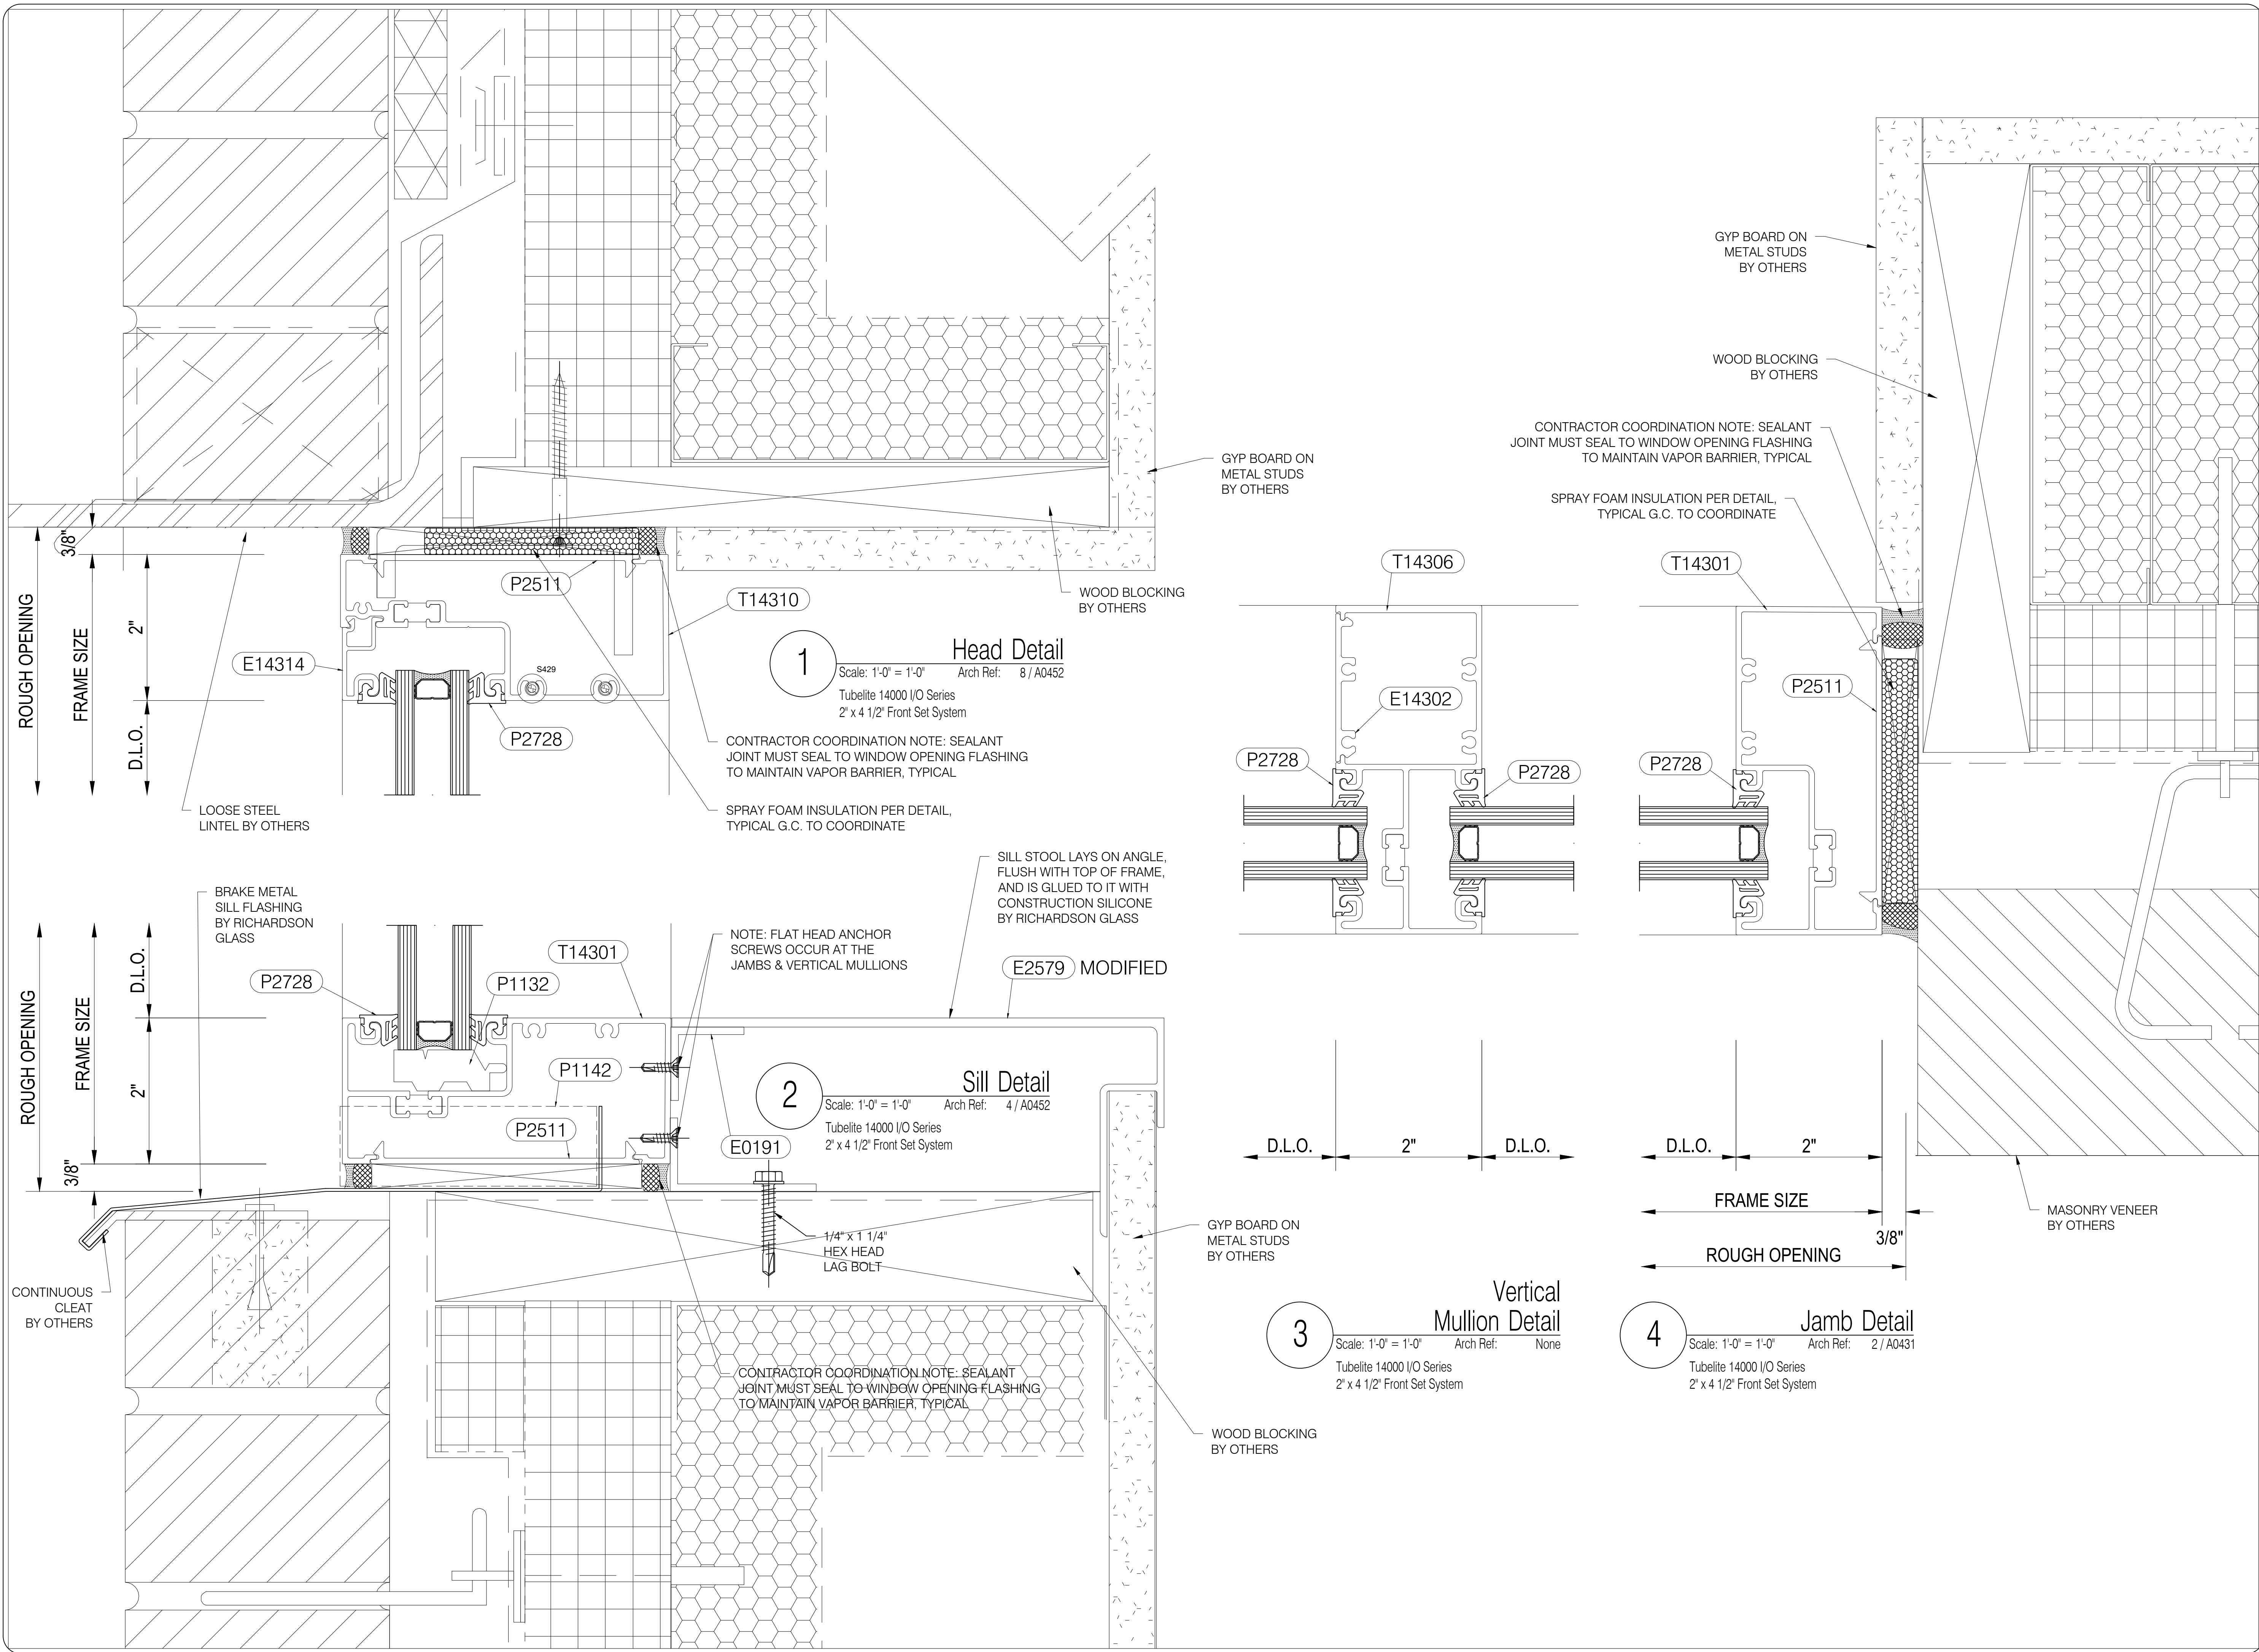 ROUGH OPENING
FRAME SIZE
3/8"
2"
D.L.O.
E14314
P2511
T14310
S429
P2728
1
Head Detail
Scale: 1'-0" = 1'-0"
Arch Ref: 8 / A0452
Tubelite 14000 I/O Series
2" x 4 1/2" Front Set System
GYP BOARD ON
METAL STUDS
BY OTHERS
WOOD BLOCKING
BY OTHERS
CONTRACTOR COORDINATION NOTE: SEALANT
JOINT MUST SEAL TO WINDOW OPENING FLASHING
TO MAINTAIN VAPOR BARRIER, TYPICAL
SPRAY FOAM INSULATION PER DETAIL,
TYPICAL G.C. TO COORDINATE
LOOSE STEEL
LINTEL BY OTHERS
BRAKE METAL
SILL FLASHING
BY RICHARDSON
GLASS
ROUGH OPENING
FRAME SIZE
D.L.O.
2"
3/8"
P2728
T14301
P1132
P1142
P2511
NOTE: FLAT HEAD ANCHOR
SCREWS OCCUR AT THE
JAMBS & VERTICAL MULLIONS
SILL STOOL LAYS ON ANGLE,
FLUSH WITH TOP OF FRAME,
AND IS GLUED TO IT WITH
CONSTRUCTION SILICONE
BY RICHARDSON GLASS
E2579 MODIFIED
2
Sill Detail
Scale: 1'-0" = 1'-0"
Arch Ref: 4 / A0452
Tubelite 14000 I/O Series
2" x 4 1/2" Front Set System
E0191
1/4" x 1 1/4"
HEX HEAD
LAG BOLT
GYP BOARD ON
METAL STUDS
BY OTHERS
CONTINUOUS
CLEAT
BY OTHERS
CONTRACTOR COORDINATION NOTE: SEALANT
JOINT MUST SEAL TO WINDOW OPENING FLASHING
TO MAINTAIN VAPOR BARRIER, TYPICAL
WOOD BLOCKING
BY OTHERS
T14306
E14302
P2728
P2728
D.L.O.
2"
D.L.O.
3
Vertical
Mullion Detail
Scale: 1'-0" = 1'-0"
Arch Ref: None
Tubelite 14000 I/O Series
2" x 4 1/2" Front Set System
GYP BOARD ON
METAL STUDS
BY OTHERS
WOOD BLOCKING
BY OTHERS
CONTRACTOR COORDINATION NOTE: SEALANT
JOINT MUST SEAL TO WINDOW OPENING FLASHING
TO MAINTAIN VAPOR BARRIER, TYPICAL
SPRAY FOAM INSULATION PER DETAIL,
TYPICAL G.C. TO COORDINATE
T14301
P2511
P2728
D.L.O.
2"
FRAME SIZE
3/8"
ROUGH OPENING
MASONRY VENEER
BY OTHERS
4
Jamb Detail
Scale: 1'-0" = 1'-0"
Arch Ref: 2 / A0431
Tubelite 14000 I/O Series
2" x 4 1/2" Front Set System